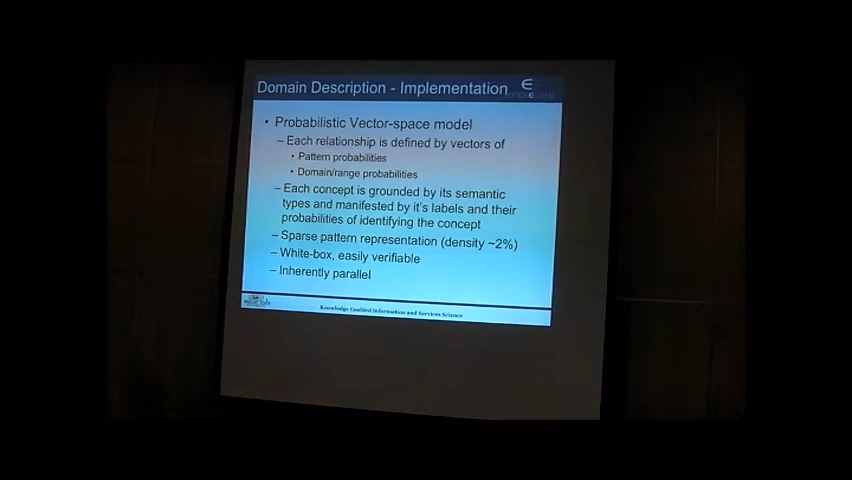 Domain Description - Implementation
• Probabilistic Vector-space model
– Each relationship is defined by vectors of
• Pattern probabilities
• Domain/range probabilities
– Each concept is grounded by its semantic
types and manifested by it's labels and their
probabilities of identifying the concept
– Sparse pattern representation (density ~2%)
– White-box, easily verifiable
– Inherently parallel
Knowledge Enabled Information and Services Science